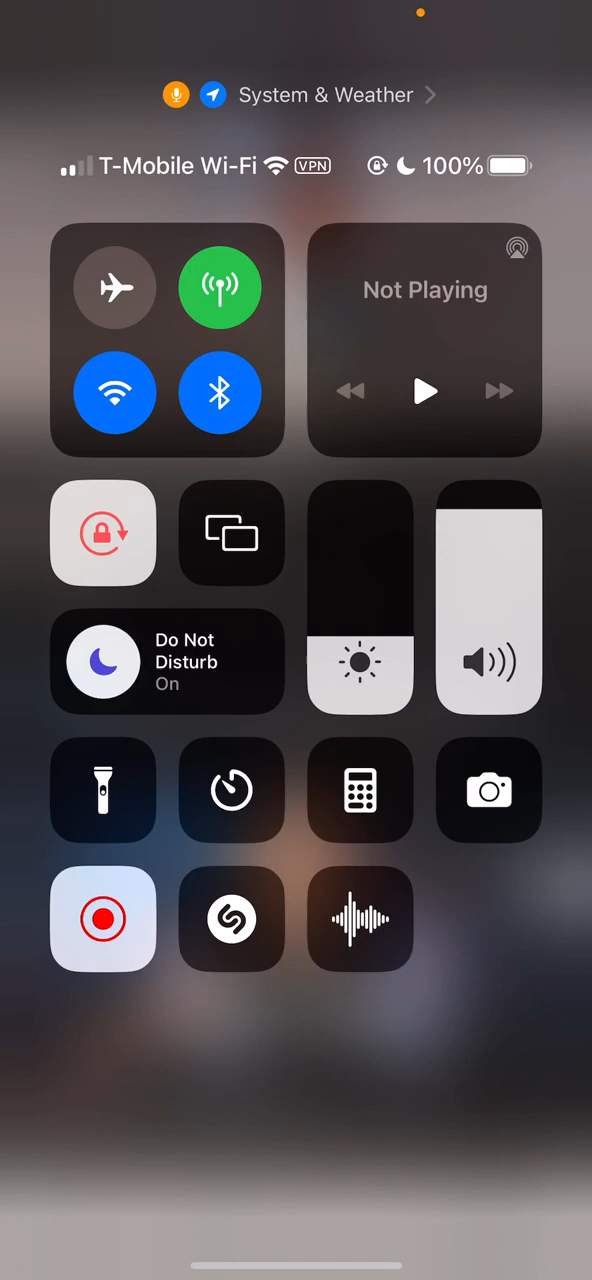 System & Weather
T-Mobile Wi-Fi VPN 100%
Not Playing
Do Not
Disturb
On